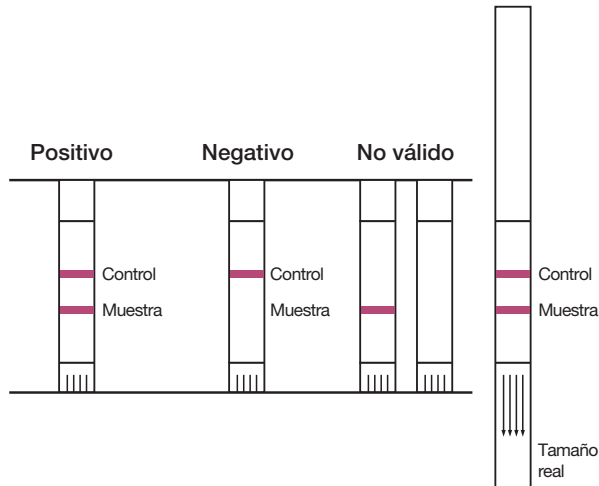 Positivo
Negativo
No válido
Control
Control
Control
Muestra
Muestra
Muestra
Tamaño
real